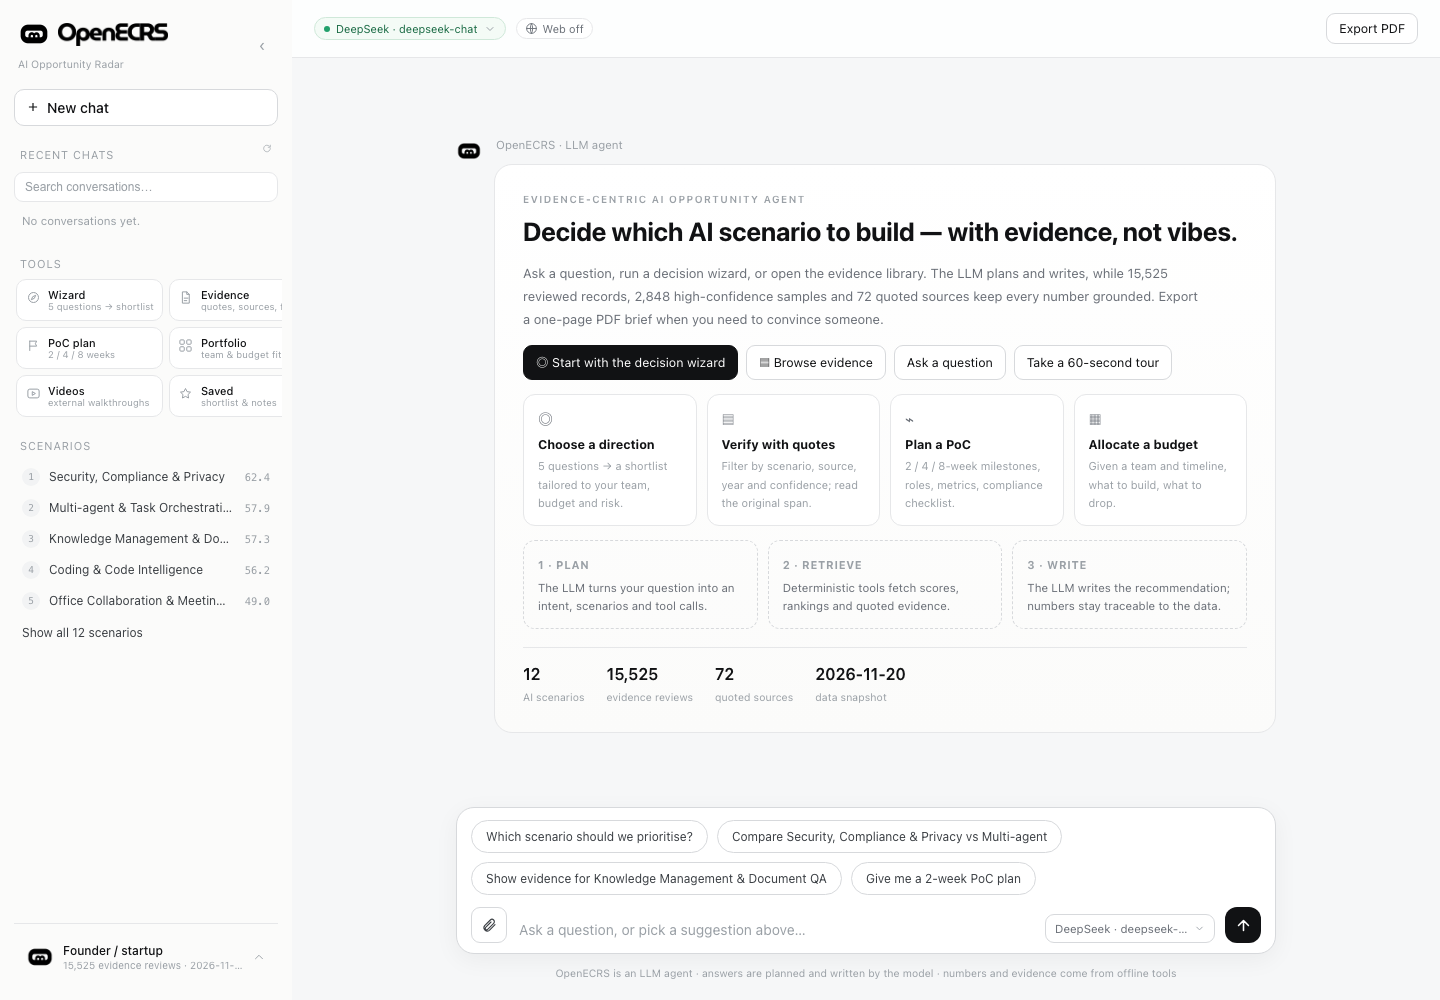 OpenECRS
AI Opportunity Radar
+ New chat
RECENT CHATS
Search conversations...
No conversations yet.
TOOLS
Wizard
5 questions → shortlist
Evidence
quotes, sources,
PoC plan
2 / 4 / 8 weeks
Portfolio
team & budget fit
Videos
external walkthroughs
Saved
shortlist & notes
SCENARIOS
1 Security, Compliance & Privacy 62.4
2 Multi-agent & Task Orchestrati... 57.9
3 Knowledge Management & Do... 57.3
4 Coding & Code Intelligence 56.2
5 Office Collaboration & Meetin... 49.0
Show all 12 scenarios
Founder / startup
15,525 evidence reviews · 2026-11-...
DeepSeek · deepseek-chat
Web off
Export PDF
OpenECRS · LLM agent
EVIDENCE-CENTRIC AI OPPORTUNITY AGENT
Decide which AI scenario to build — with evidence, not vibes.
Ask a question, run a decision wizard, or open the evidence library. The LLM plans and writes, while 15,525
reviewed records, 2,848 high-confidence samples and 72 quoted sources keep every number grounded. Export
a one-page PDF brief when you need to convince someone.
◎ Start with the decision wizard
▤ Browse evidence
Ask a question
Take a 60-second tour
◎
Choose a direction
5 questions → a shortlist
tailored to your team,
budget and risk.
▤
Verify with quotes
Filter by scenario, source,
year and confidence; read
the original span.
⌁
Plan a PoC
2 / 4 / 8-week milestones,
roles, metrics, compliance
checklist.
▦
Allocate a budget
Given a team and timeline,
what to build, what to
drop.
1 · PLAN
The LLM turns your question into an
intent, scenarios and tool calls.
2 · RETRIEVE
Deterministic tools fetch scores,
rankings and quoted evidence.
3 · WRITE
The LLM writes the recommendation;
numbers stay traceable to the data.
12
AI scenarios
15,525
evidence reviews
72
quoted sources
2026-11-20
data snapshot
Which scenario should we prioritise?
Compare Security, Compliance & Privacy vs Multi-agent
Show evidence for Knowledge Management & Document QA
Give me a 2-week PoC plan
Ask a question, or pick a suggestion above...
DeepSeek · deepseek-...
OpenECRS is an LLM agent · answers are planned and written by the model · numbers and evidence come from offline tools